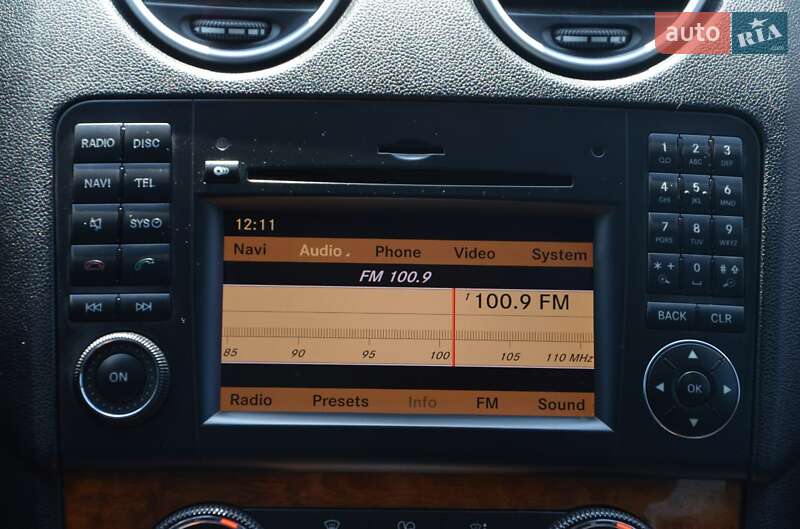 auto RIA .com
RADIO DISC
NAVI TEL
SYS
ON
12:11
Navi Audio Phone Video System
FM 100.9
1 100.9 FM
85 90 95 100 105 110 MHz
Radio Presets Info FM Sound
1 2 ABC 3 DEF
4 GHI 5 JKL 6 MNO
7 PQRS 8 TUV 9 WXYZ
* + 0 #
BACK CLR
OK